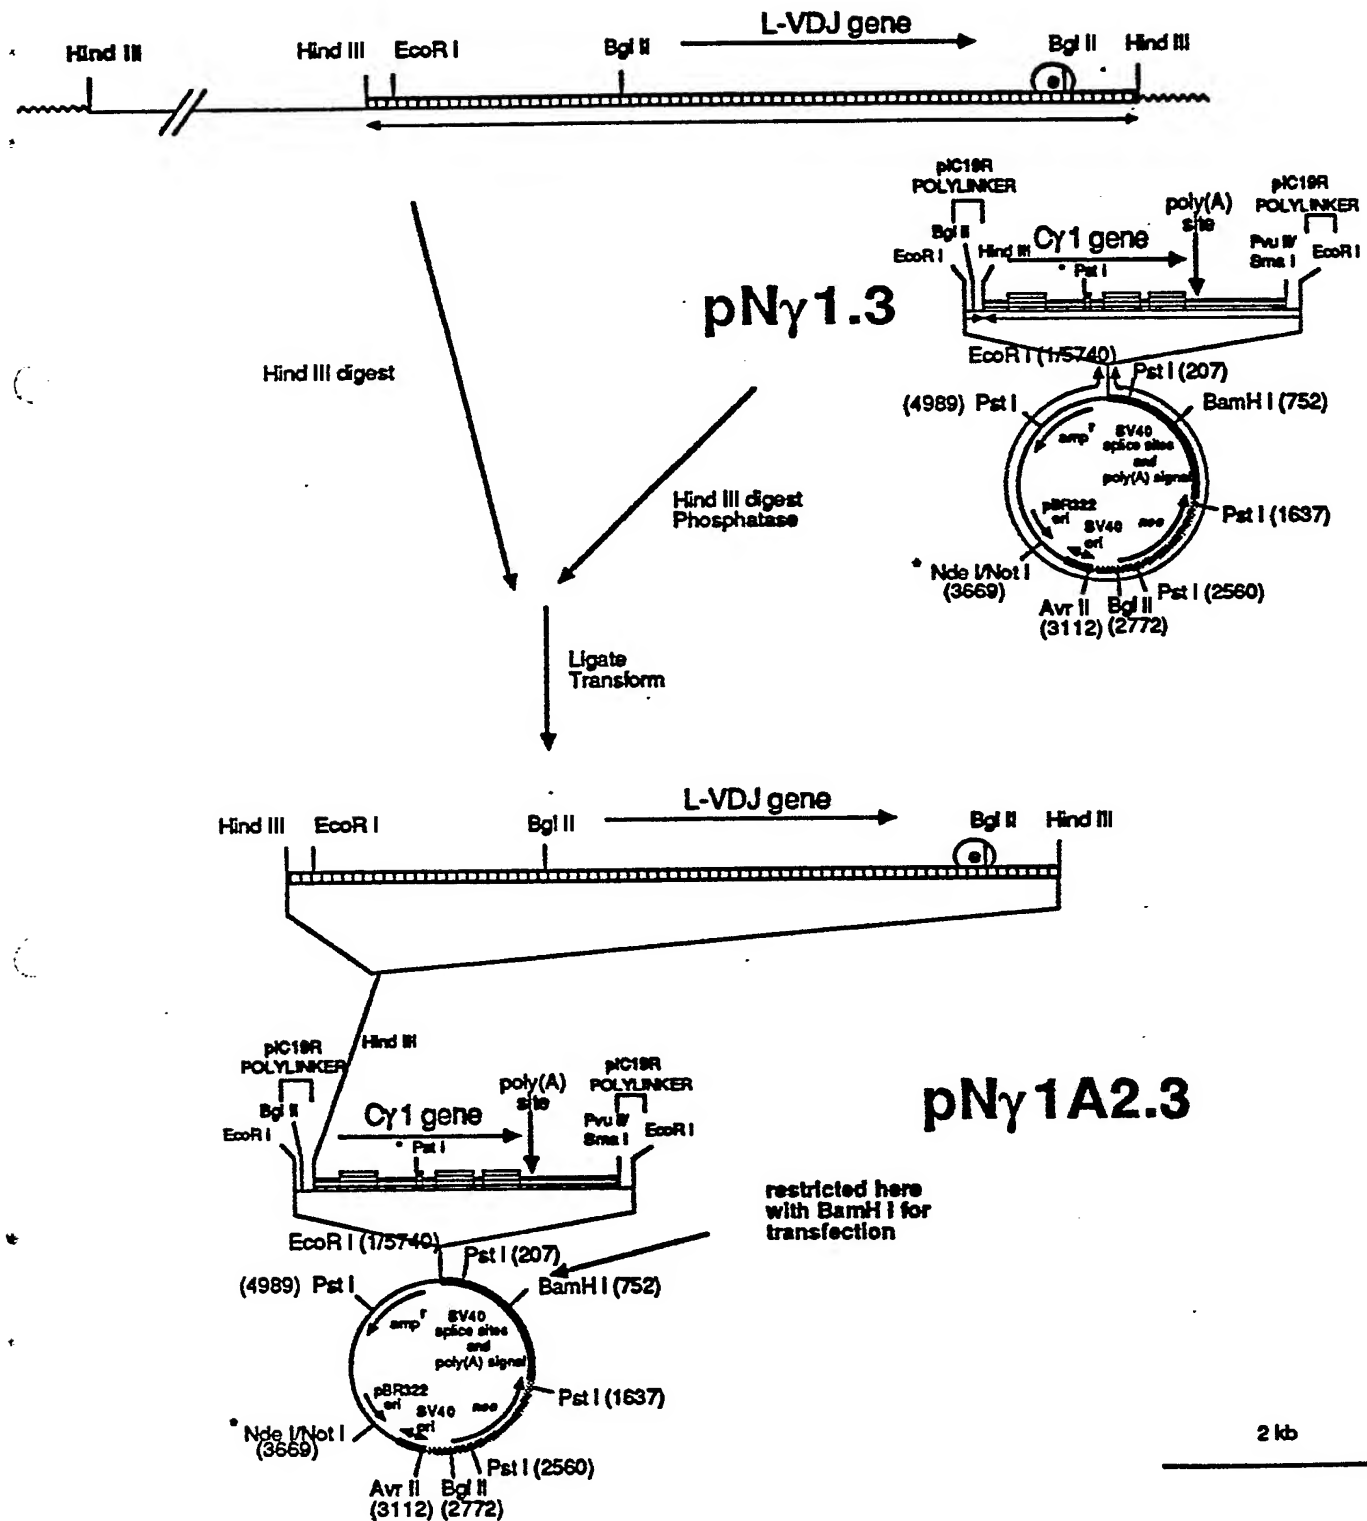 L-VDJ gene
Hind III
Hind III
EcoR I
Bgl II
Bgl II
Hind III
pIC19R
POLYLINKER
Bgl II
EcoR I
Hind III
Cγ1 gene
* Pst I
poly(A)
site
pIC19R
POLYLINKER
Pvu II/
Sma I
EcoR I
pNγ1.3
EcoR I (1/5740)
Pst I (207)
(4989) Pst I
BamH I (752)
amp r
SV40
splice sites
and
poly(A) signal
pBR322
ori
SV40
ori
neo
Pst I (1637)
* Nde I/Not I
(3669)
Pst I (2560)
Avr II
(3112)
Bgl II
(2772)
Hind III digest
Hind III digest
Phosphatase
Ligate
Transform
L-VDJ gene
Hind III
EcoR I
Bgl II
Bgl II
Hind III
Hind III
pIC19R
POLYLINKER
Bgl II
EcoR I
Cγ1 gene
* Pst I
poly(A)
site
pIC19R
POLYLINKER
Pvu II/
Sma I
EcoR I
pNγ1A2.3
restricted here
with BamH I for
transfection
EcoR I (1/5740)
Pst I (207)
(4989) Pst I
BamH I (752)
amp r
SV40
splice sites
and
poly(A) signal
pBR322
ori
SV40
ori
neo
Pst I (1637)
* Nde I/Not I
(3669)
Pst I (2560)
Avr II
(3112)
Bgl II
(2772)
2 kb